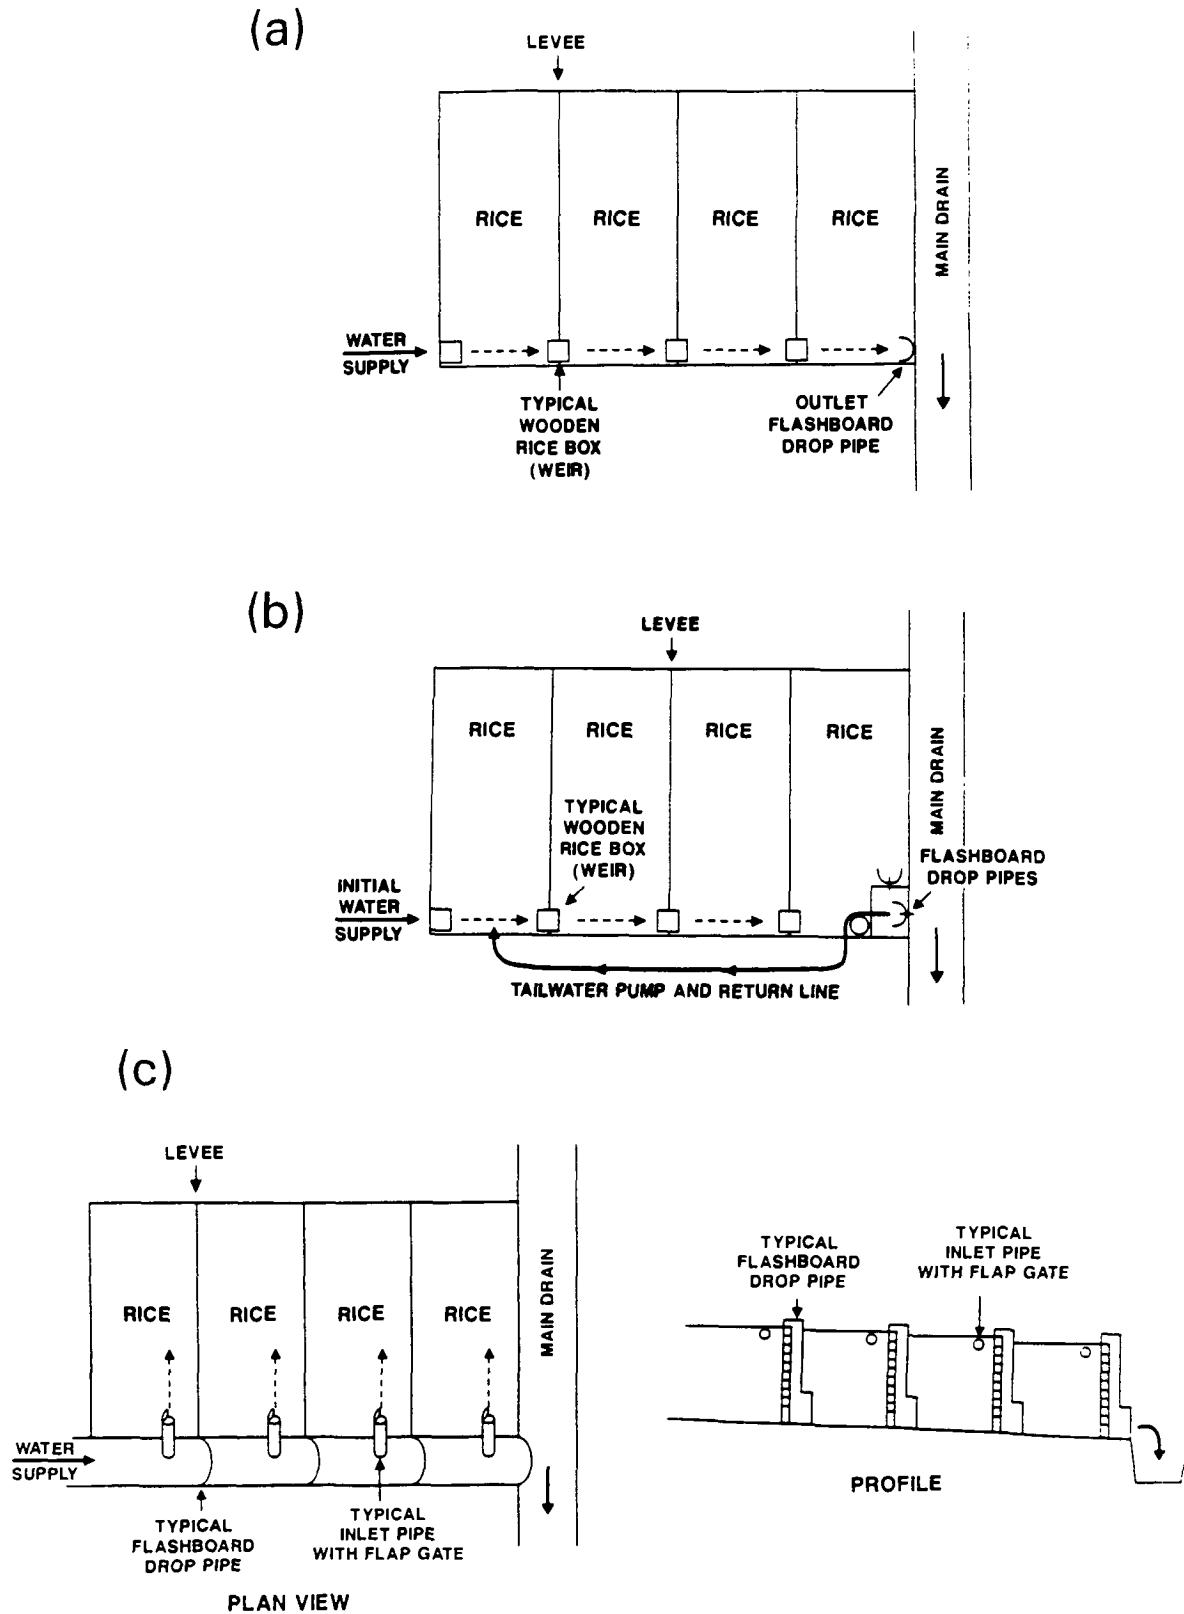 (a)
LEVEE
RICE
RICE
RICE
RICE
MAIN DRAIN
WATER
SUPPLY
TYPICAL
WOODEN
RICE BOX
(WEIR)
OUTLET
FLASHBOARD
DROP PIPE
(b)
LEVEE
RICE
RICE
RICE
RICE
MAIN DRAIN
TYPICAL
WOODEN
RICE BOX
(WEIR)
FLASHBOARD
DROP PIPES
INITIAL
WATER
SUPPLY
TAILWATER PUMP AND RETURN LINE
(c)
LEVEE
RICE
RICE
RICE
RICE
MAIN DRAIN
WATER
SUPPLY
TYPICAL
FLASHBOARD
DROP PIPE
TYPICAL
INLET PIPE
WITH FLAP GATE
PLAN VIEW
TYPICAL
FLASHBOARD
DROP PIPE
TYPICAL
INLET PIPE
WITH FLAP GATE
PROFILE